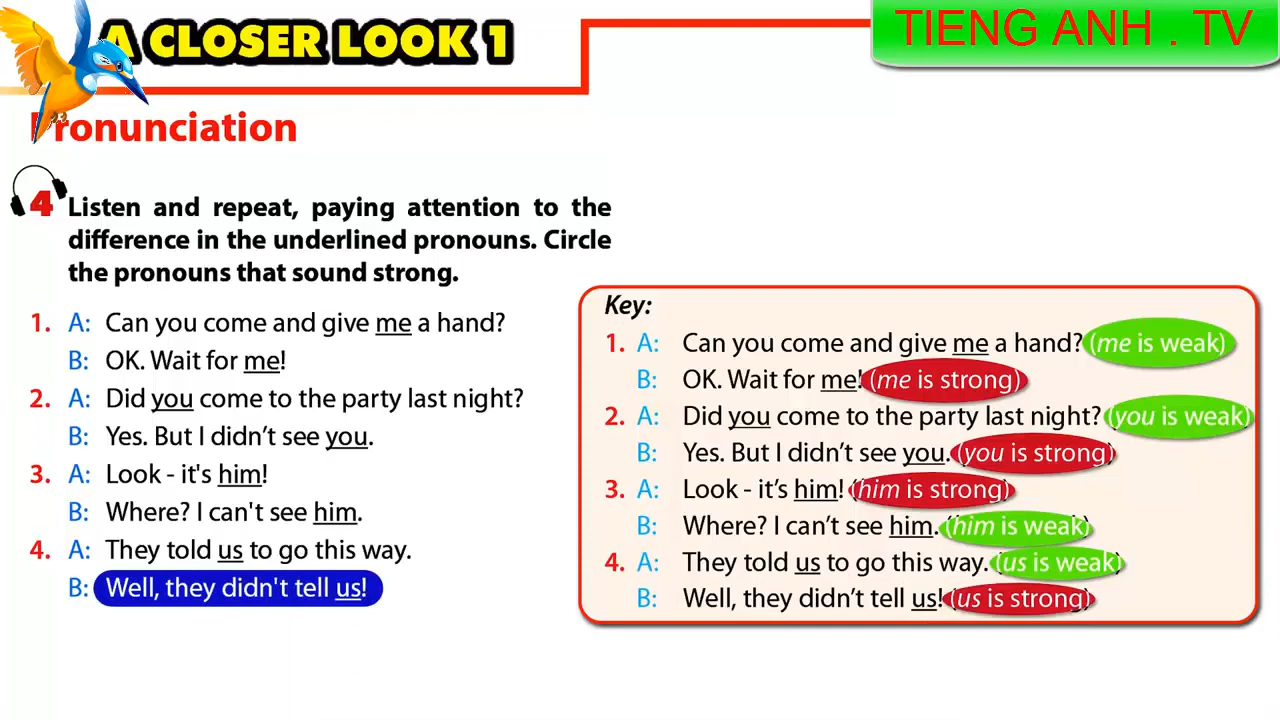 A CLOSER LOOK 1
TIENG ANH . TV
Pronunciation
4 Listen and repeat, paying attention to the
difference in the underlined pronouns. Circle
the pronouns that sound strong.
1. A: Can you come and give me a hand?
B: OK. Wait for me!
2. A: Did you come to the party last night?
B: Yes. But I didn't see you.
3. A: Look - it's him!
B: Where? I can't see him.
4. A: They told us to go this way.
B: Well, they didn't tell us!
Key:
1. A: Can you come and give me a hand? (me is weak)
B: OK. Wait for me! (me is strong)
2. A: Did you come to the party last night? (you is weak)
B: Yes. But I didn't see you. (you is strong)
3. A: Look - it's him! (him is strong)
B: Where? I can't see him. (him is weak)
4. A: They told us to go this way. (us is weak)
B: Well, they didn't tell us! (us is strong)